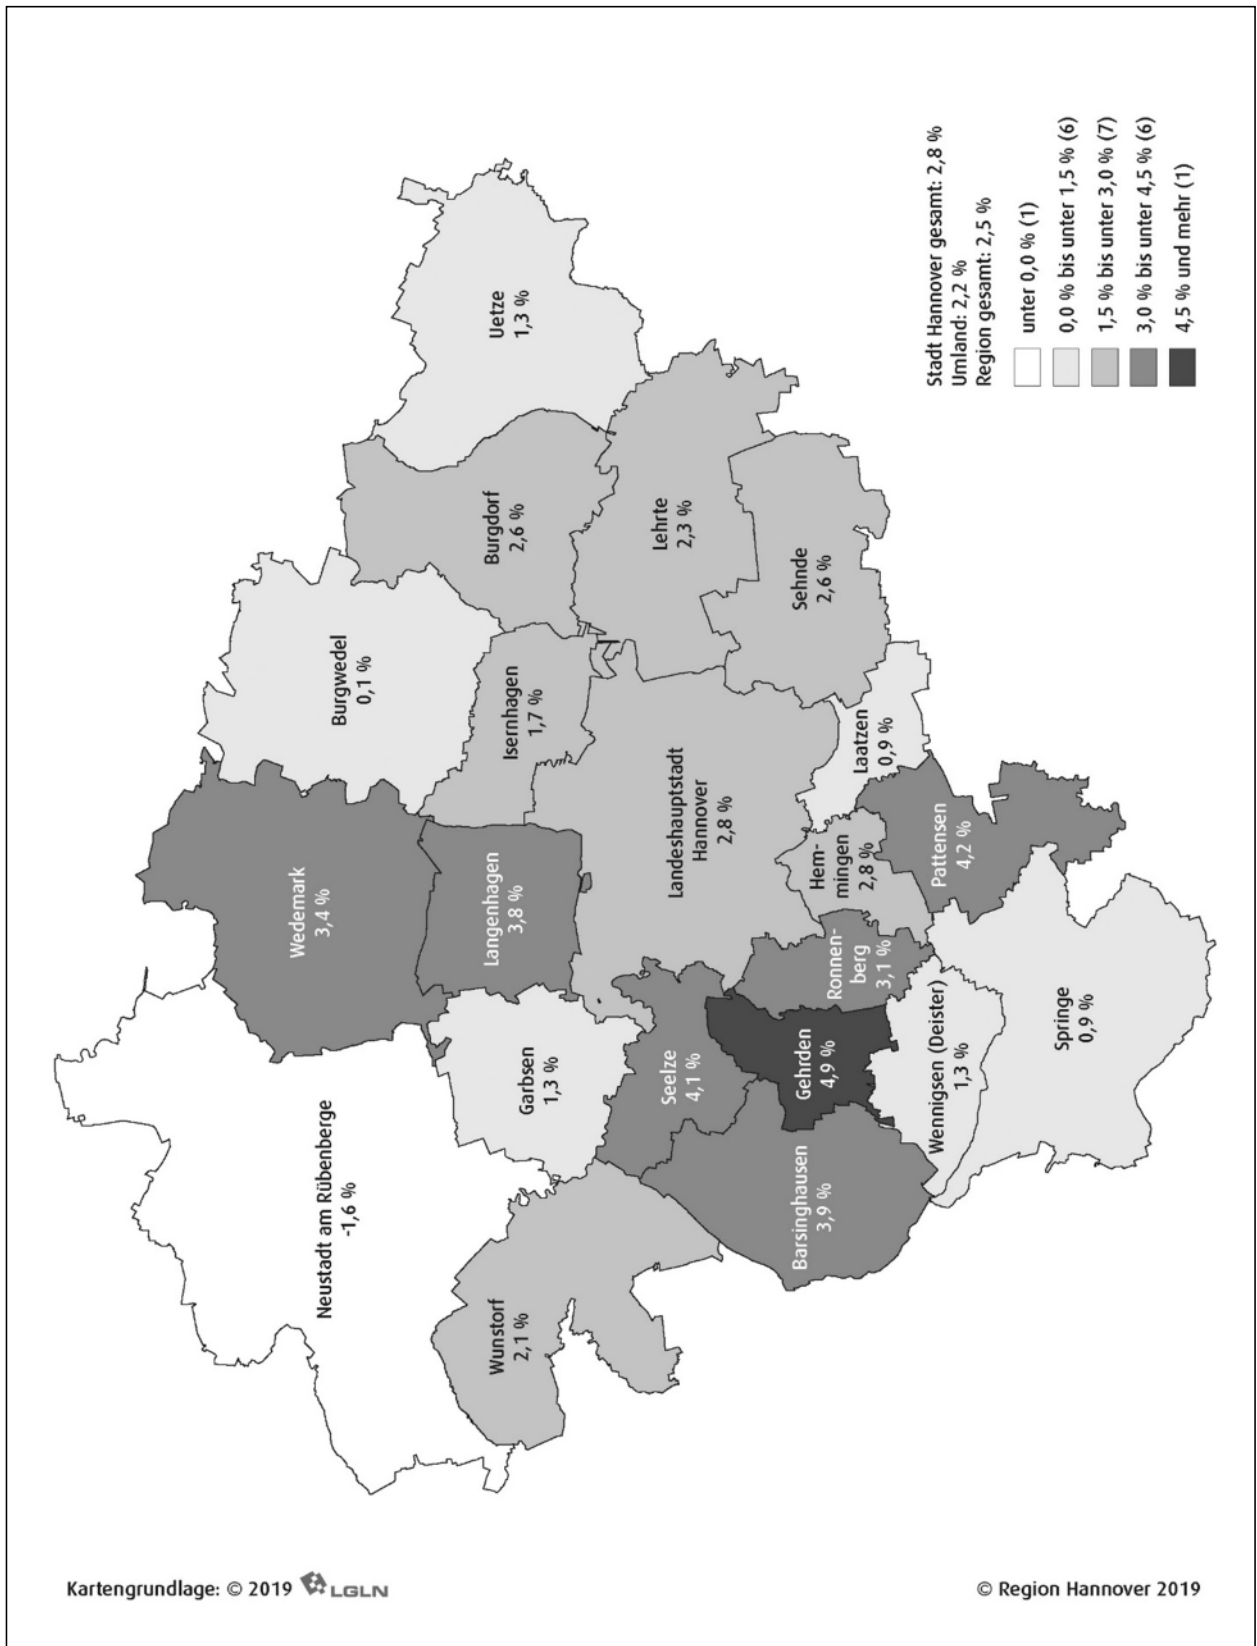 Neustadt am Rübenberge
-1,6 %
Wedemark
3,4 %
Burgwedel
0,1 %
Wunstorf
2,1 %
Garbsen
1,3 %
Langenhagen
3,8 %
Isernhagen
1,7 %
Burgdorf
2,6 %
Uetze
1,3 %
Seelze
4,1 %
Landeshauptstadt
Hannover
2,8 %
Lehrte
2,3 %
Barsinghausen
3,9 %
Gehrden
4,9 %
Ronnen-
berg
3,1 %
Hem-
mingen
2,8 %
Laatzen
0,9 %
Sehnde
2,6 %
Wennigsen (Deister)
1,3 %
Pattensen
4,2 %
Springe
0,9 %
Stadt Hannover gesamt: 2,8 %
Umland: 2,2 %
Region gesamt: 2,5 %
unter 0,0 % (1)
0,0 % bis unter 1,5 % (6)
1,5 % bis unter 3,0 % (7)
3,0 % bis unter 4,5 % (6)
4,5 % und mehr (1)
Kartengrundlage: © 2019 LGLN
© Region Hannover 2019